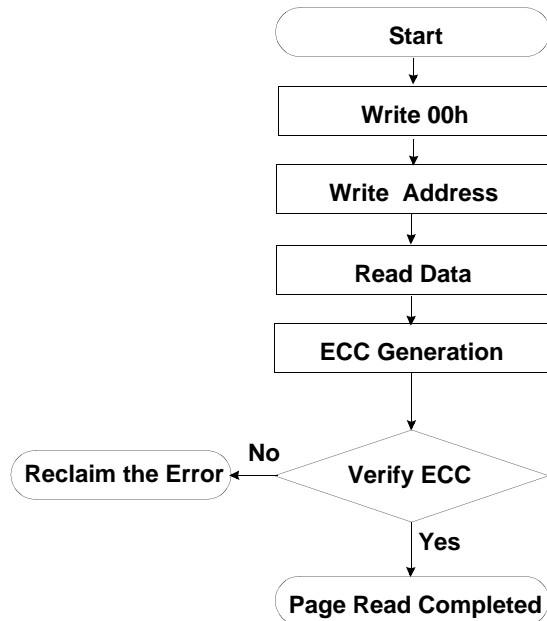 Start
Write 00h
Write Address
Read Data
ECC Generation
No
Reclaim the Error
Verify ECC
Yes
Page Read Completed